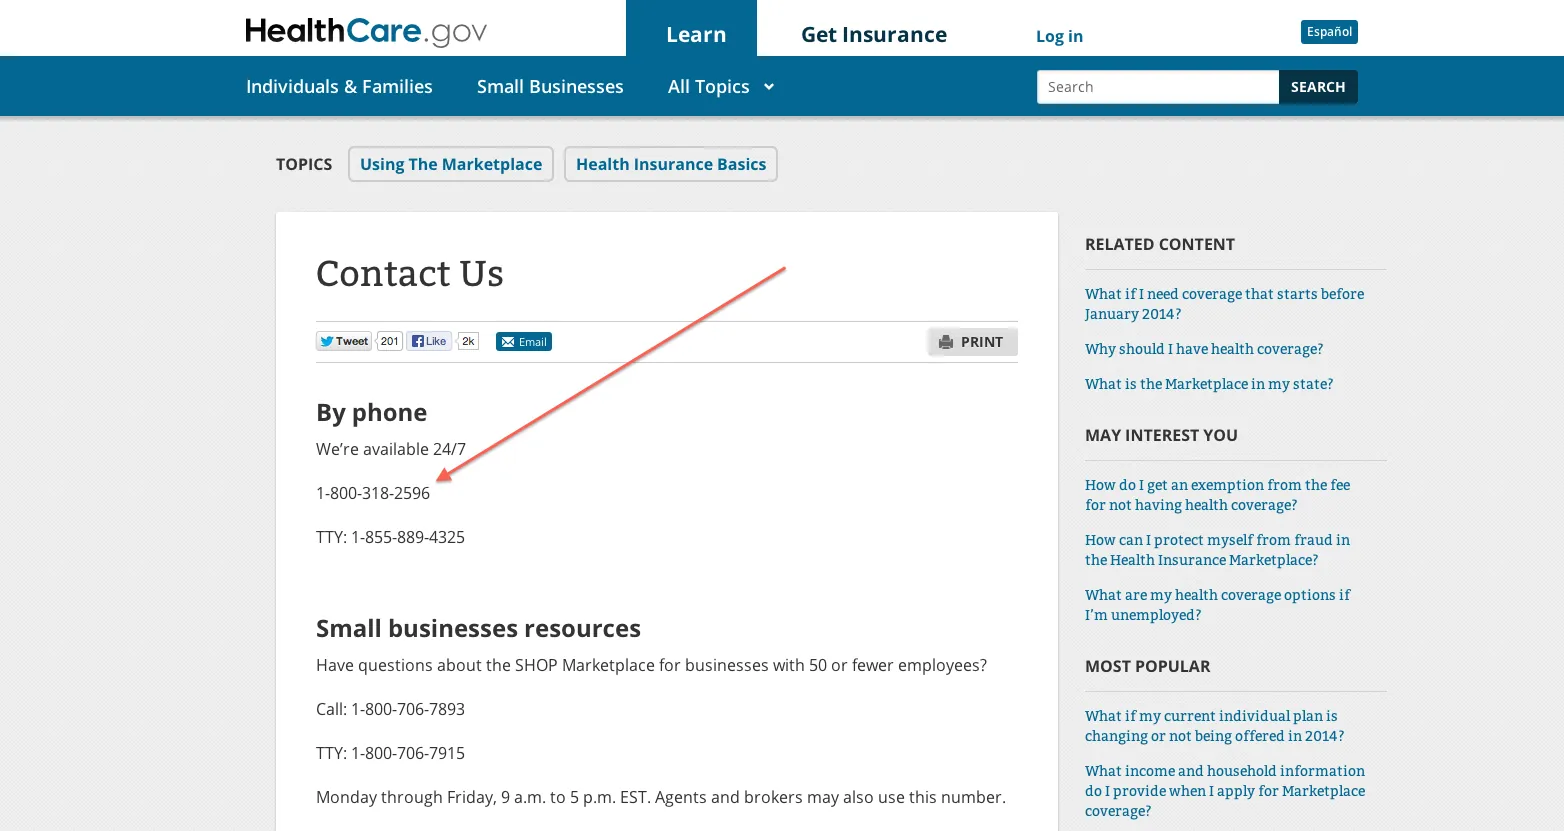 HealthCare.gov
Learn
Get Insurance
Log in
Español
Individuals & Families
Small Businesses
All Topics
Search
SEARCH
TOPICS
Using The Marketplace
Health Insurance Basics
Contact Us
Tweet
201
Like
2k
Email
PRINT
By phone
We're available 24/7
1-800-318-2596
TTY: 1-855-889-4325
Small businesses resources
Have questions about the SHOP Marketplace for businesses with 50 or fewer employees?
Call: 1-800-706-7893
TTY: 1-800-706-7915
Monday through Friday, 9 a.m. to 5 p.m. EST. Agents and brokers may also use this number.
RELATED CONTENT
What if I need coverage that starts before
January 2014?
Why should I have health coverage?
What is the Marketplace in my state?
MAY INTEREST YOU
How do I get an exemption from the fee
for not having health coverage?
How can I protect myself from fraud in
the Health Insurance Marketplace?
What are my health coverage options if
I'm unemployed?
MOST POPULAR
What if my current individual plan is
changing or not being offered in 2014?
What income and household information
do I provide when I apply for Marketplace
coverage?